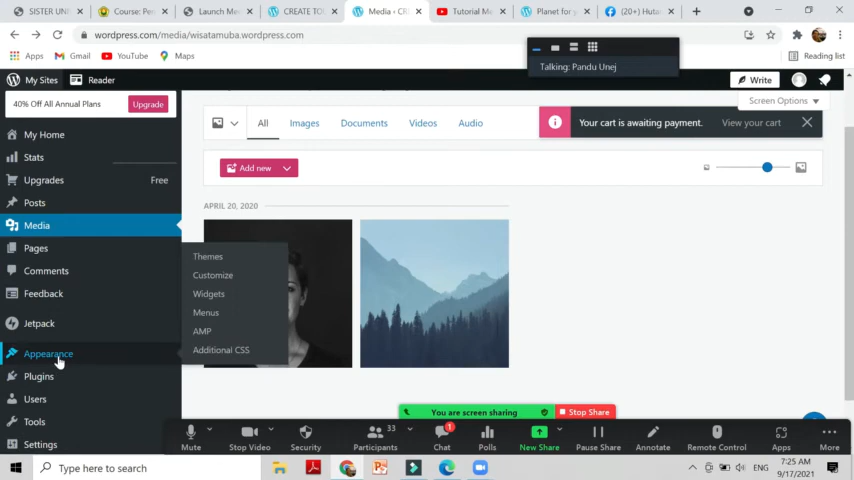 SISTER UN
Course: Pe
Launch Me
CREATE TO
Media ‹ CR
Tutorial M
Planet for y
(20+) Huta
wordpress.com/media/wisatamuba.wordpress.com
Apps
Gmail
YouTube
Maps
Reading list
Talking: Pandu Unej
My Sites
Reader
Write
40% Off All Annual Plans
Upgrade
Screen Options
All
Images
Documents
Videos
Audio
Your cart is awaiting payment.
View your cart
My Home
Stats
Upgrades
Free
Posts
Media
Pages
Comments
Feedback
Jetpack
Appearance
Plugins
Users
Tools
Settings
Add new
APRIL 20, 2020
Themes
Customize
Widgets
Menus
AMP
Additional CSS
You are screen sharing
Stop Share
Mute
Stop Video
Security
33
Participants
1
Chat
Polls
New Share
Pause Share
Annotate
Remote Control
Apps
More
Type here to search
ENG
7:25 AM
9/17/2021